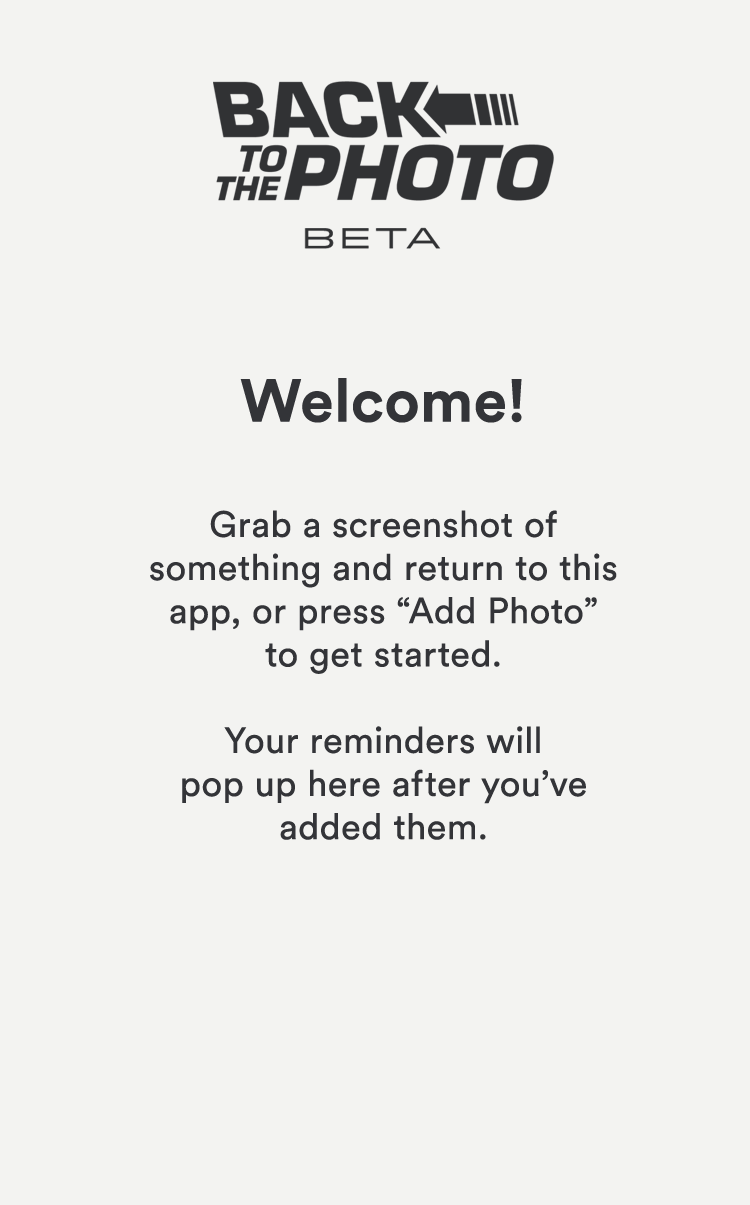 BACK
TO THE PHOTO
BETA
Welcome!
Grab a screenshot of
something and return to this
app, or press “Add Photo”
to get started.
Your reminders will
pop up here after you’ve
added them.